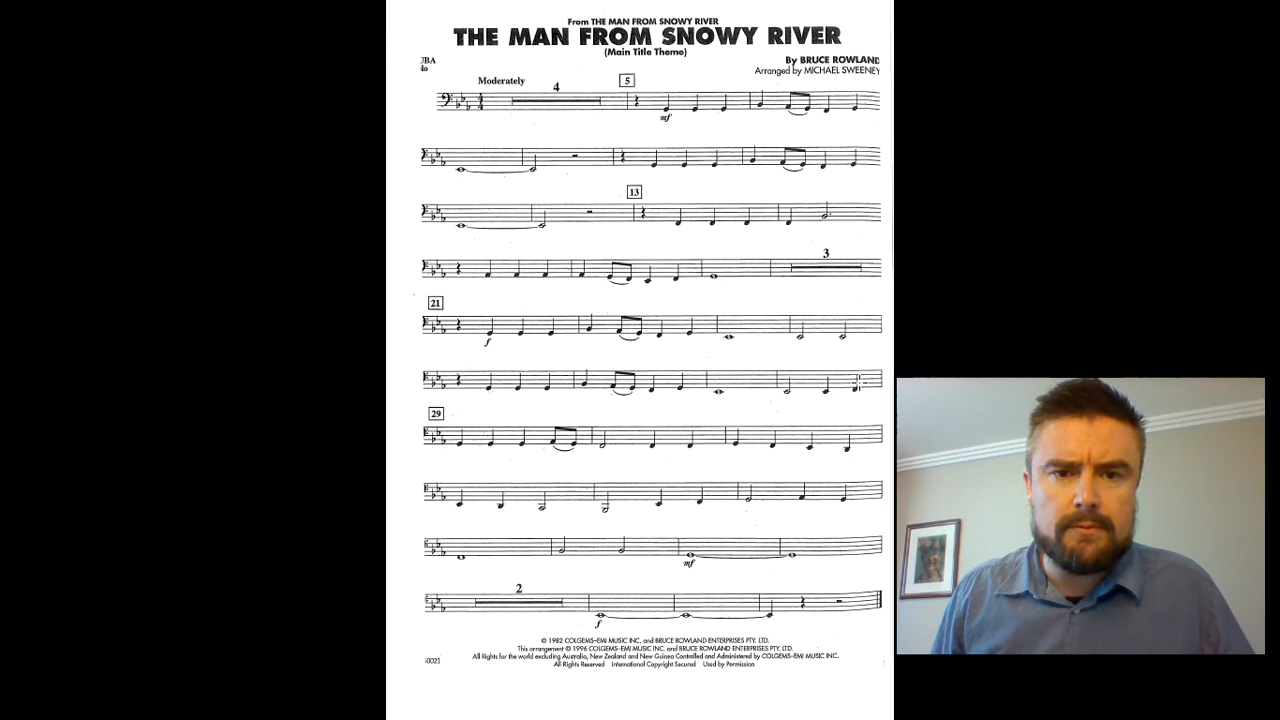 From THE MAN FROM SNOWY RIVER
THE MAN FROM SNOWY RIVER
(Main Title Theme)
By BRUCE ROWLAND
Arranged by MICHAEL SWEENEY
Moderately
4
5
mf
13
3
21
f
29
mf
2
f
© 1982 COLGEMS-EMI MUSIC INC. and BRUCE ROWLAND ENTERPRISES PTY. LTD.
This arrangement © 1996 COLGEMS-EMI MUSIC INC. and BRUCE ROWLAND ENTERPRISES PTY. LTD.
All Rights for the world excluding Australia, New Zealand and New Guinea Controlled and Administered by COLGEMS-EMI MUSIC INC.
All Rights Reserved International Copyright Secured Used by Permission